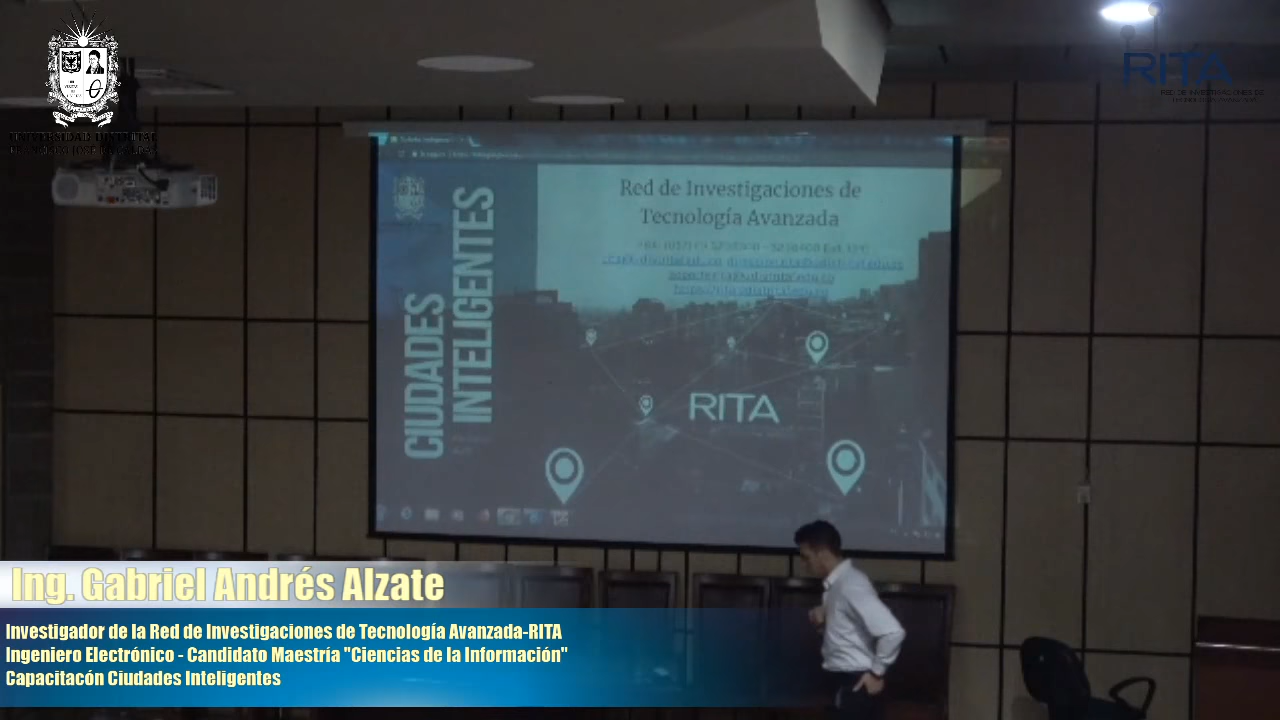 RITA
Red de Investigaciones de
Tecnología Avanzada
CIUDADES
INTELIGENTES
RITA
Ing. Gabriel Andrés Alzate
Investigador de la Red de Investigaciones de Tecnología Avanzada-RITA
Ingeniero Electrónico - Candidato Maestría "Ciencias de la Información"
Capacitacón Ciudades Inteligentes